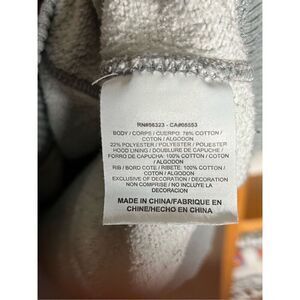 RN#56323 - CA#05553
BODY / CORPS / CUERPO: 78% COTTON /
COTON / ALGODON
22% POLYESTER / POLYESTER / POLIESTER
HOOD LINING / DOUBLURE DE CAPUCHE /
FORRO DE CAPUCHA: 100% COTTON / COTON
/ ALGODON
RIB / BORD COTE / RIBETE: 100% COTTON /
COTON / ALGODON
EXCLUSIVE OF DECORATION / DECORATION
NON COMPRISE / NO INCLUYE LA
DECORACION
MADE IN CHINA/FABRIQUE EN
CHINE/HECHO EN CHINA